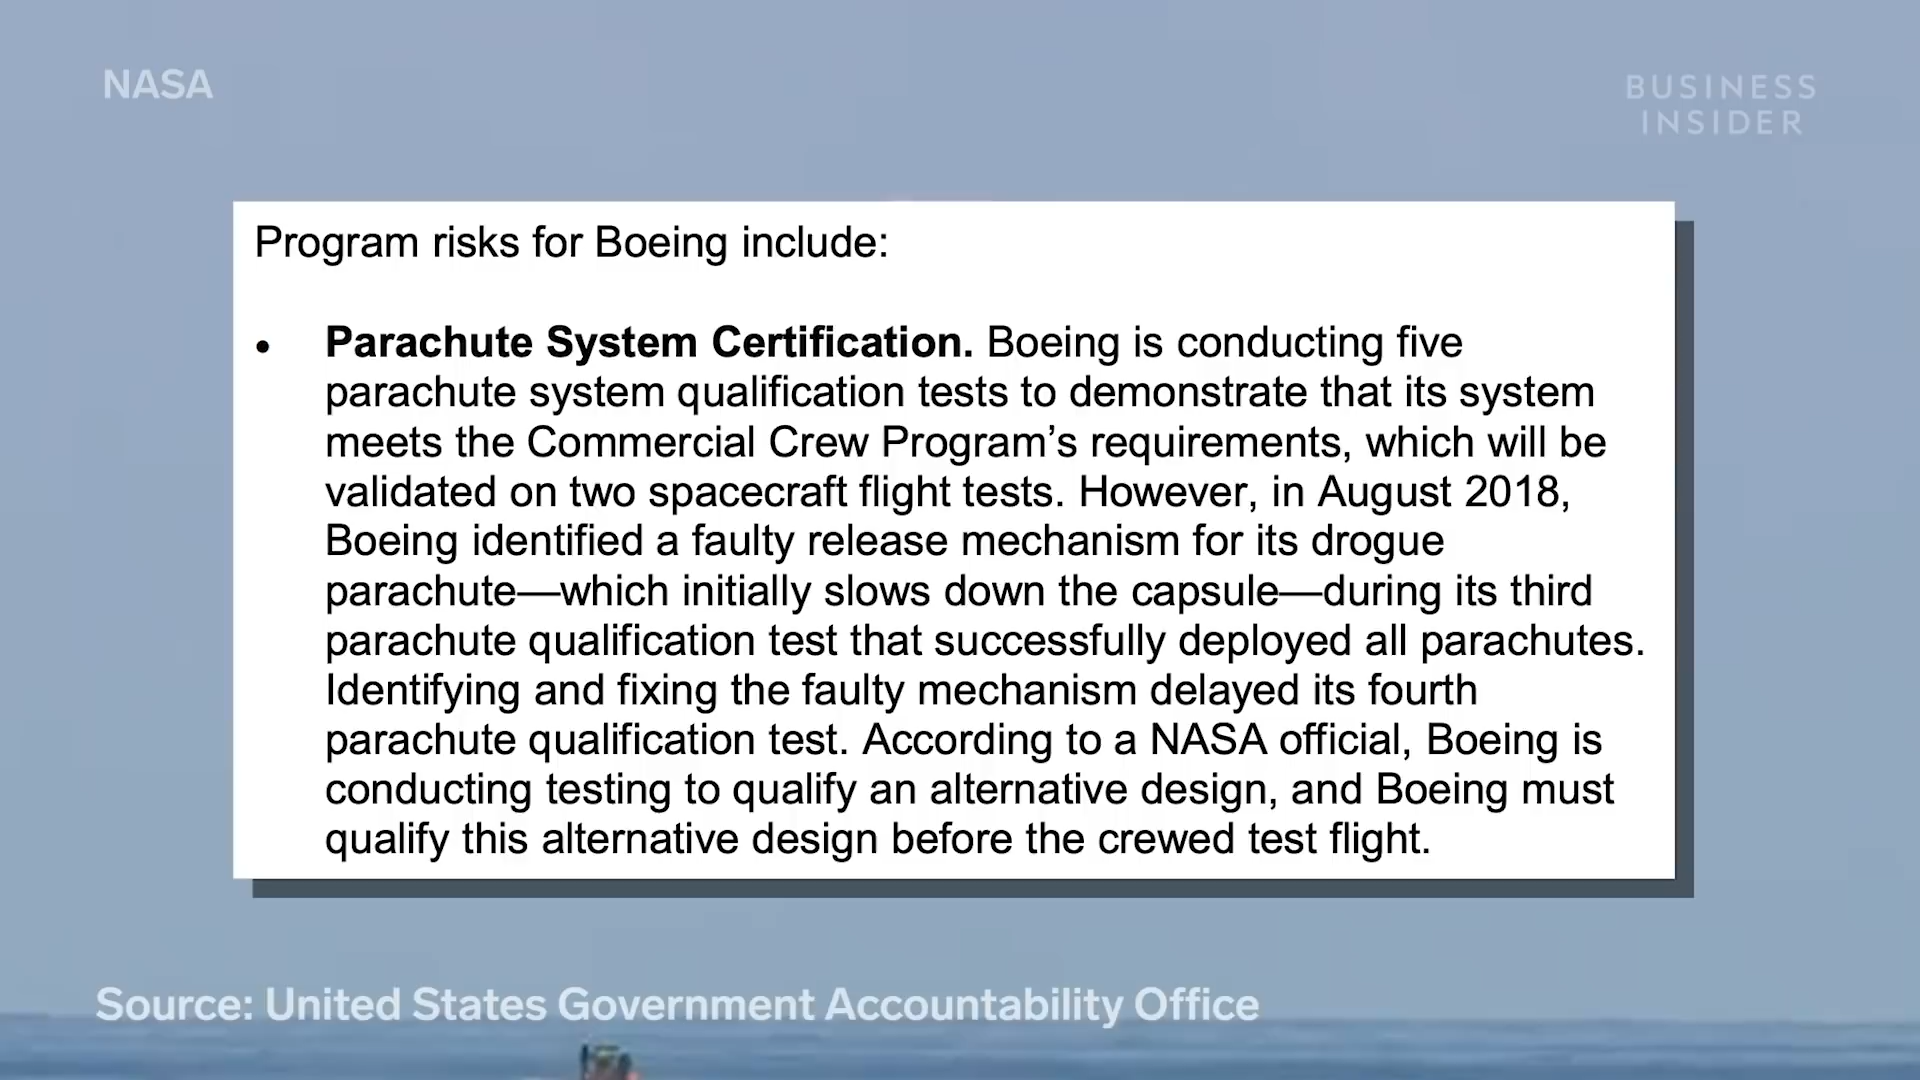 NASA
BUSINESS
INSIDER
Program risks for Boeing include:
• Parachute System Certification. Boeing is conducting five
parachute system qualification tests to demonstrate that its system
meets the Commercial Crew Program’s requirements, which will be
validated on two spacecraft flight tests. However, in August 2018,
Boeing identified a faulty release mechanism for its drogue
parachute—which initially slows down the capsule—during its third
parachute qualification test that successfully deployed all parachutes.
Identifying and fixing the faulty mechanism delayed its fourth
parachute qualification test. According to a NASA official, Boeing is
conducting testing to qualify an alternative design, and Boeing must
qualify this alternative design before the crewed test flight.
Source: United States Government Accountability Office